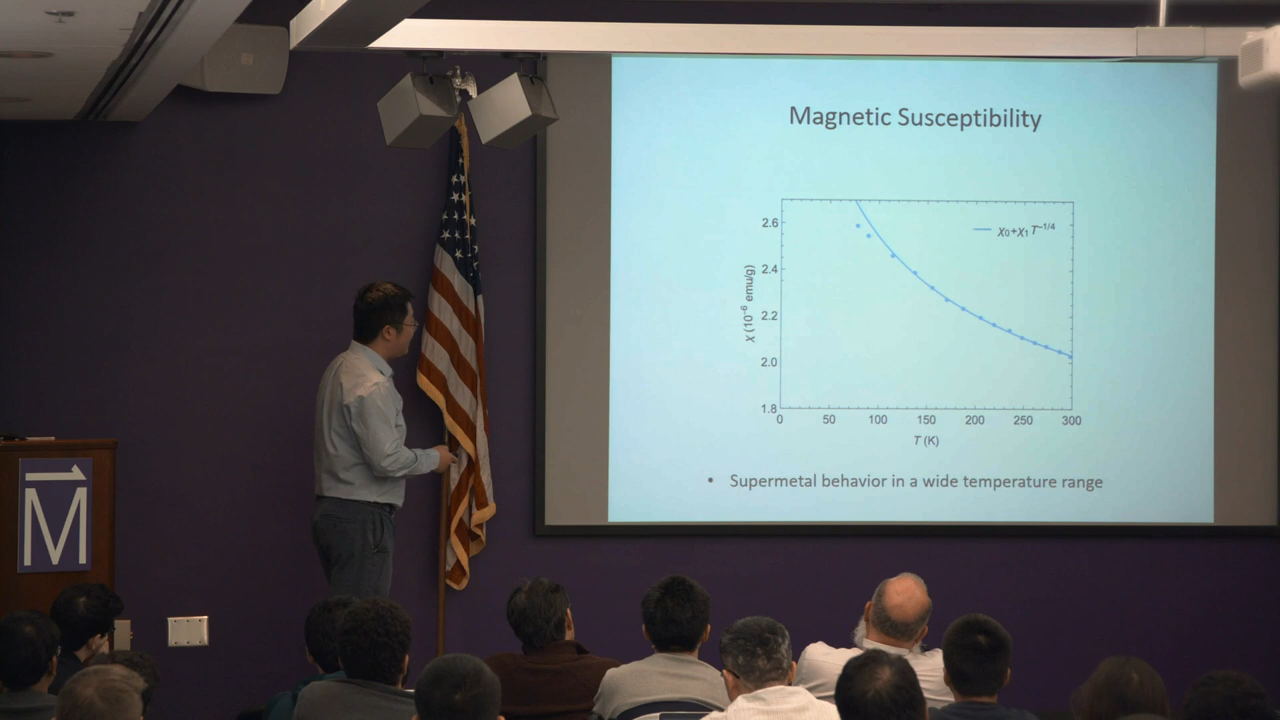 Magnetic Susceptibility
χ₀+χ₁ T⁻¹/⁴
2.6
2.4
2.2
2.0
1.8
χ (10⁻⁶ emu/g)
0 50 100 150 200 250 300
T (K)
• Supermetal behavior in a wide temperature range
M